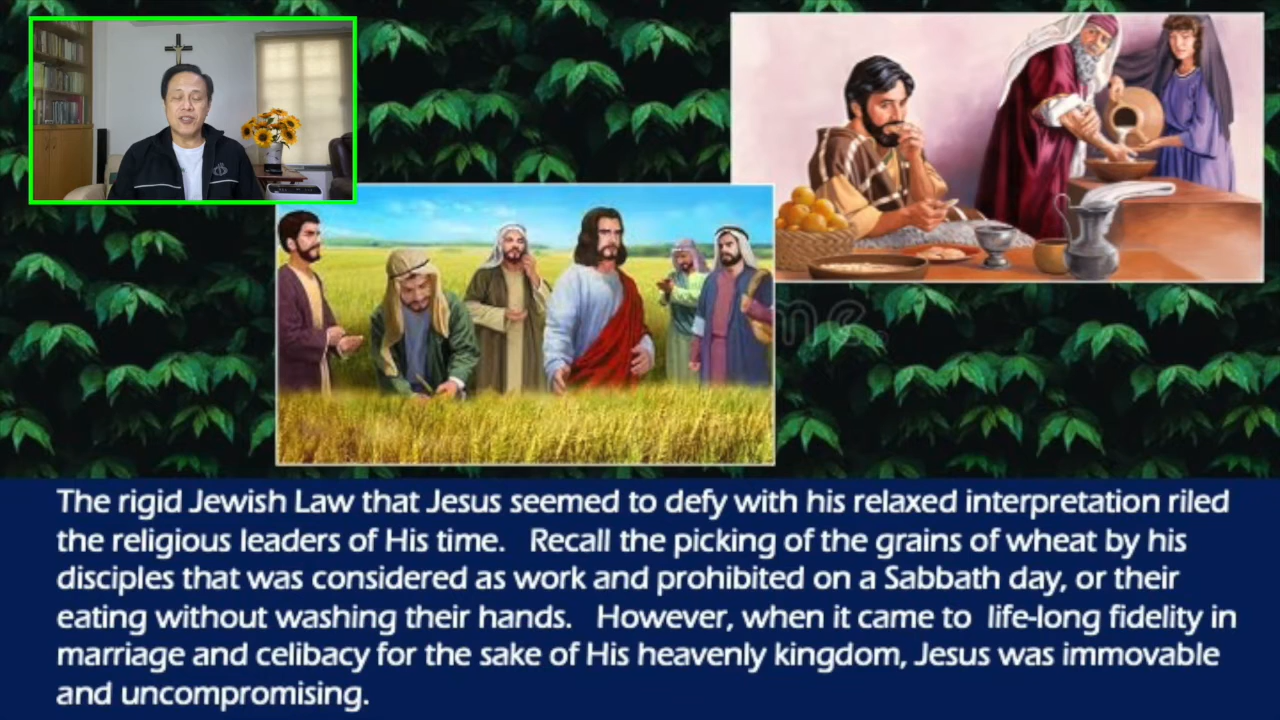 me.
The rigid Jewish Law that Jesus seemed to defy with his relaxed interpretation riled
the religious leaders of His time. Recall the picking of the grains of wheat by his
disciples that was considered as work and prohibited on a Sabbath day, or their
eating without washing their hands. However, when it came to life-long fidelity in
marriage and celibacy for the sake of His heavenly kingdom, Jesus was immovable
and uncompromising.